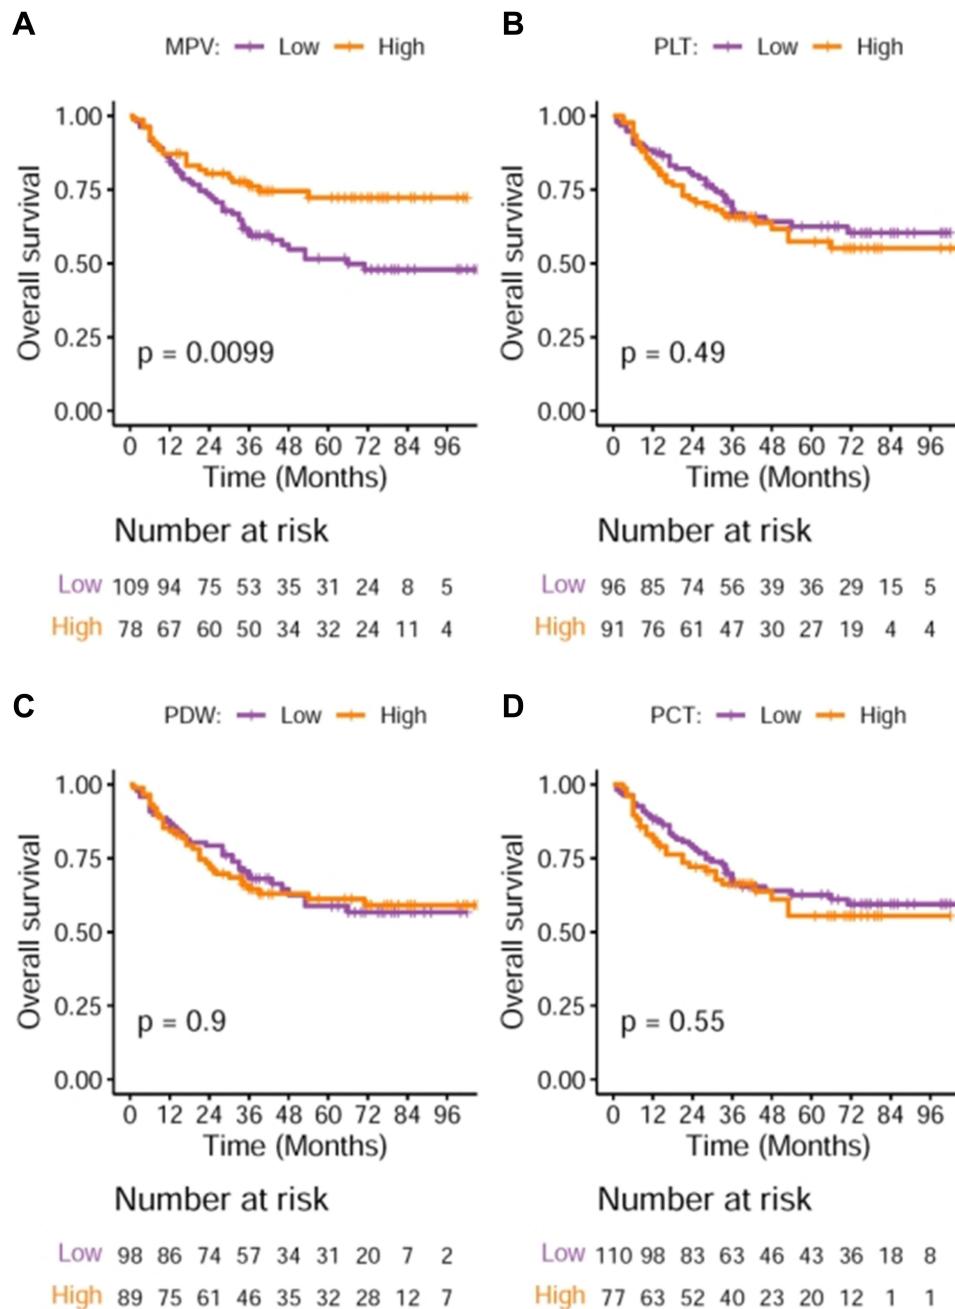 A
MPV: Low High
1.00
0.75
0.50
0.25
0.00
Overall survival
p = 0.0099
0 12 24 36 48 60 72 84 96
Time (Months)
Number at risk
Low 109 94 75 53 35 31 24 8 5
High 78 67 60 50 34 32 24 11 4
B
PLT: Low High
1.00
0.75
0.50
0.25
0.00
Overall survival
p = 0.49
0 12 24 36 48 60 72 84 96
Time (Months)
Number at risk
Low 96 85 74 56 39 36 29 15 5
High 91 76 61 47 30 27 19 4 4
C
PDW: Low High
1.00
0.75
0.50
0.25
0.00
Overall survival
p = 0.9
0 12 24 36 48 60 72 84 96
Time (Months)
Number at risk
Low 98 86 74 57 34 31 20 7 2
High 89 75 61 46 35 32 28 12 7
D
PCT: Low High
1.00
0.75
0.50
0.25
0.00
Overall survival
p = 0.55
0 12 24 36 48 60 72 84 96
Time (Months)
Number at risk
Low 110 98 83 63 46 43 36 18 8
High 77 63 52 40 23 20 12 1 1